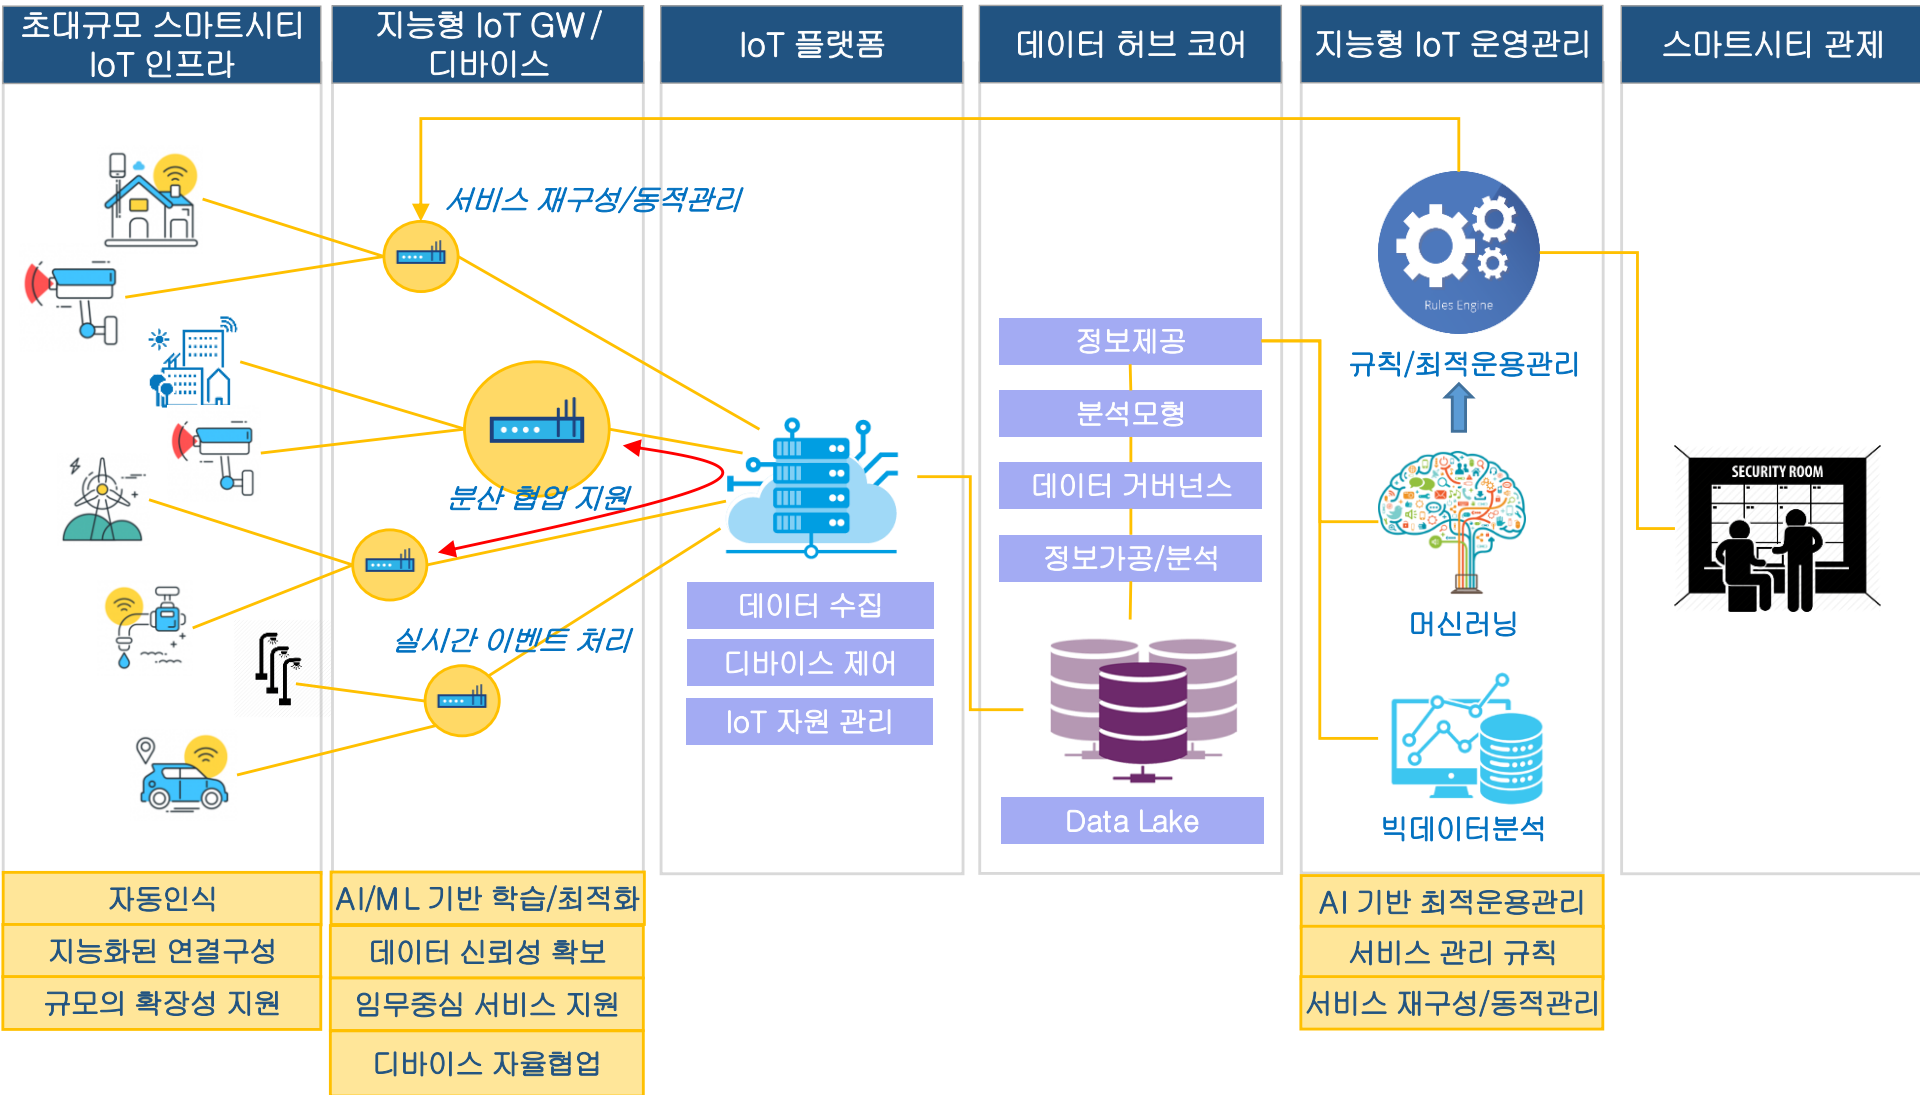 초대규모 스마트시티
IoT 인프라
지능형 IoT GW /
디바이스
IoT 플랫폼
데이터 허브 코어
지능형 IoT 운영관리
스마트시티 관제
서비스 재구성/동적관리
분산 협업 지원
실시간 이벤트 처리
데이터 수집
디바이스 제어
IoT 자원 관리
정보제공
분석모형
데이터 거버넌스
정보가공/분석
Data Lake
Rules Engine
규칙/최적운용관리
머신러닝
빅데이터분석
SECURITY ROOM
자동인식
지능화된 연결구성
규모의 확장성 지원
AI/ML 기반 학습/최적화
데이터 신뢰성 확보
임무중심 서비스 지원
디바이스 자율협업
AI 기반 최적운용관리
서비스 관리 규칙
서비스 재구성/동적관리